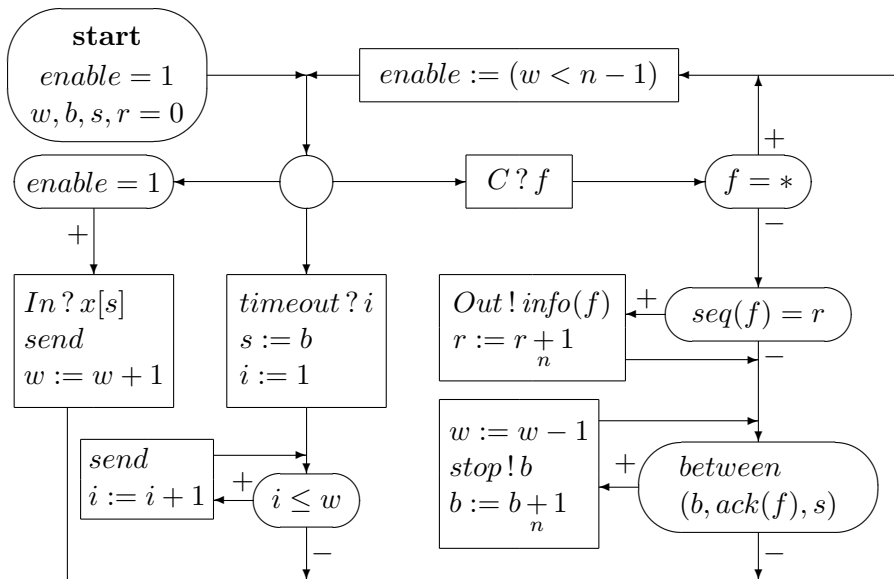 start
enable = 1
w, b, s, r = 0
enable := (w < n − 1)
+
enable = 1
C ? f
f = ∗
−
+
In ? x[s]
send
w := w + 1
timeout ? i
s := b
i := 1
Out ! info(f)
r := r + 1
n
+
seq(f) = r
−
send
i := i + 1
+
i ≤ w
−
w := w − 1
stop ! b
b := b + 1
n
+
between
(b, ack(f), s)
−